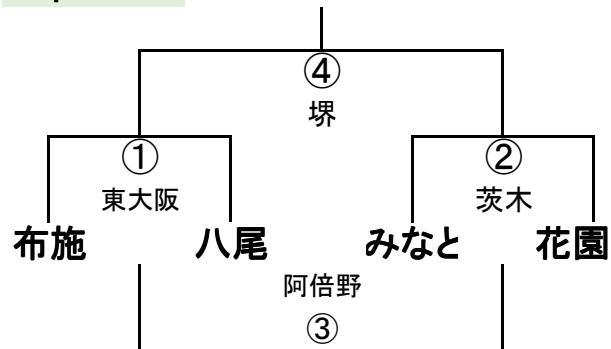 ④
堺
① ②
東大阪 茨木
布施 八尾 みなと 花園
阿倍野
③